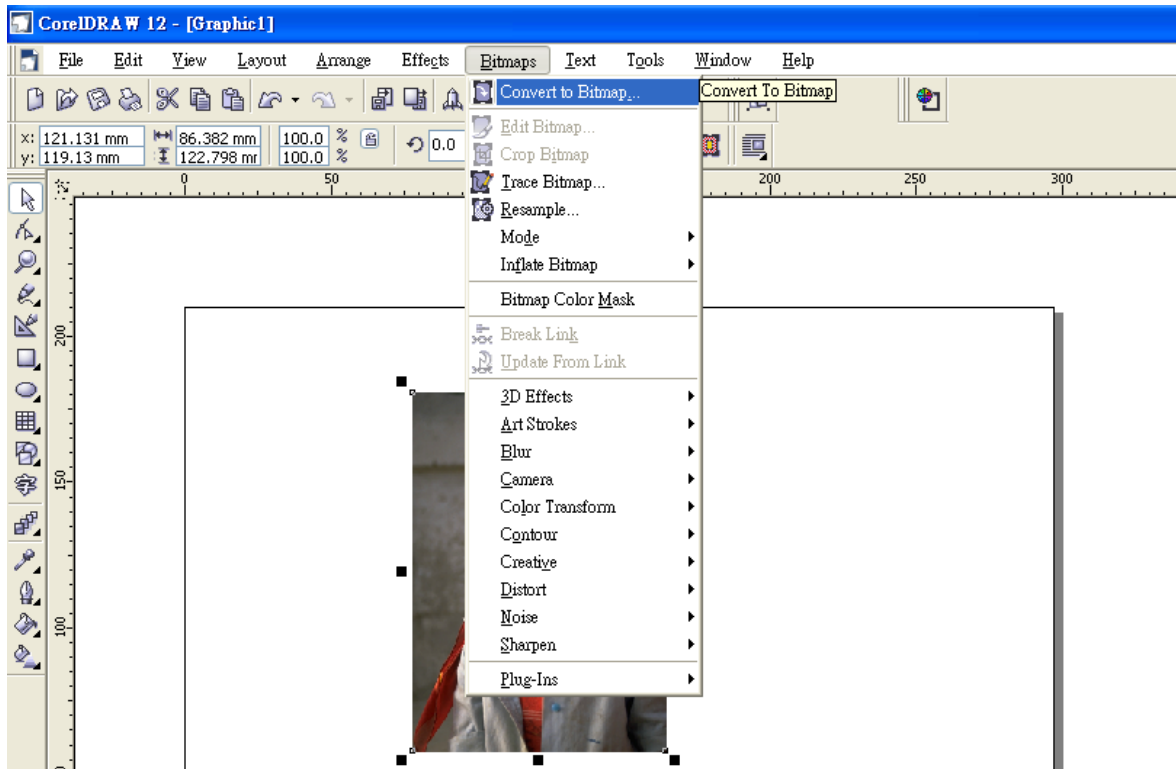 CorelDRAW 12 - [Graphic1]
File Edit View Layout Arrange Effects Bitmaps Text Tools Window Help
Convert to Bitmap... Convert To Bitmap
x: 121.131 mm 86.382 mm 100.0 % 0.0
y: 119.13 mm 122.798 mr 100.0 %
0 50 200 250 300
Edit Bitmap...
Crop Bitmap
Trace Bitmap...
Resample...
Mode
Inflate Bitmap
Bitmap Color Mask
Break Link
Update From Link
3D Effects
Art Strokes
Blur
Camera
Color Transform
Contour
Creative
Distort
Noise
Sharpen
Plug-Ins
200
150
100
字